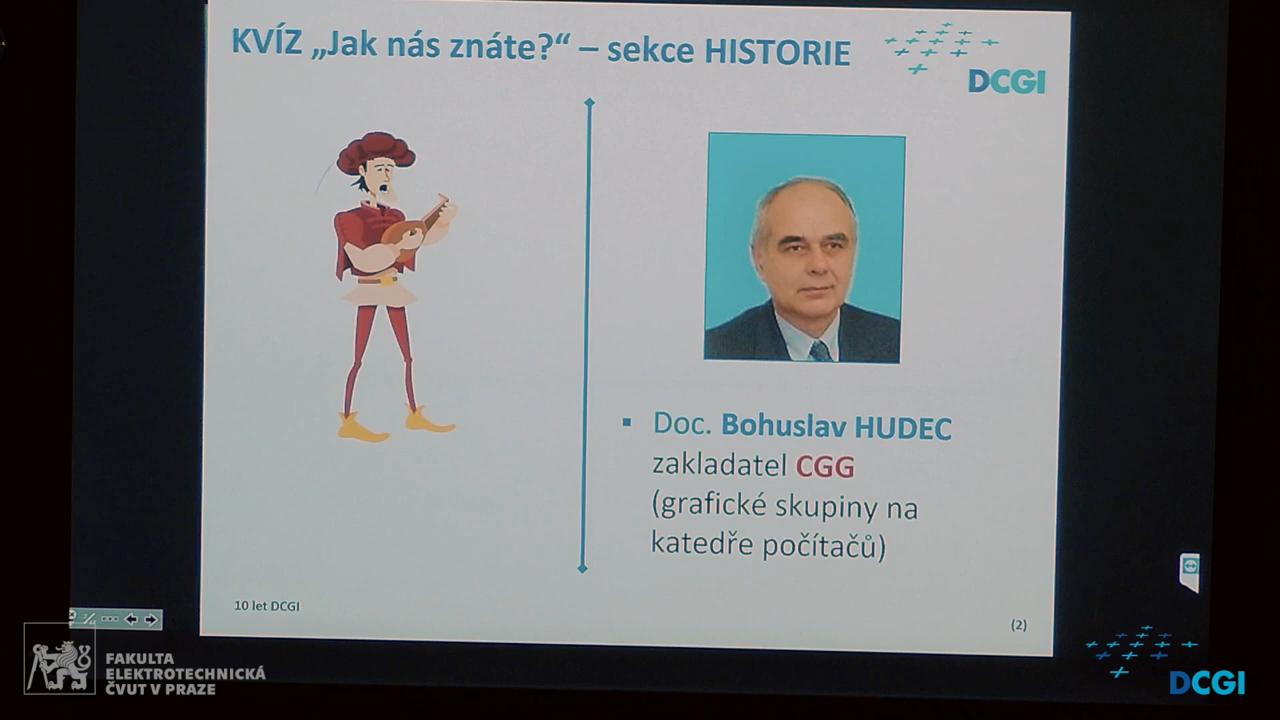 KVÍZ „Jak nás znáte?“ – sekce HISTORIE
DCGI
▪ Doc. Bohuslav HUDEC
zakladatel CGG
(grafické skupiny na
katedře počítačů)
10 let DCGI
(2)
FAKULTA
ELEKTROTECHNICKÁ
ČVUT V PRAZE
DCGI